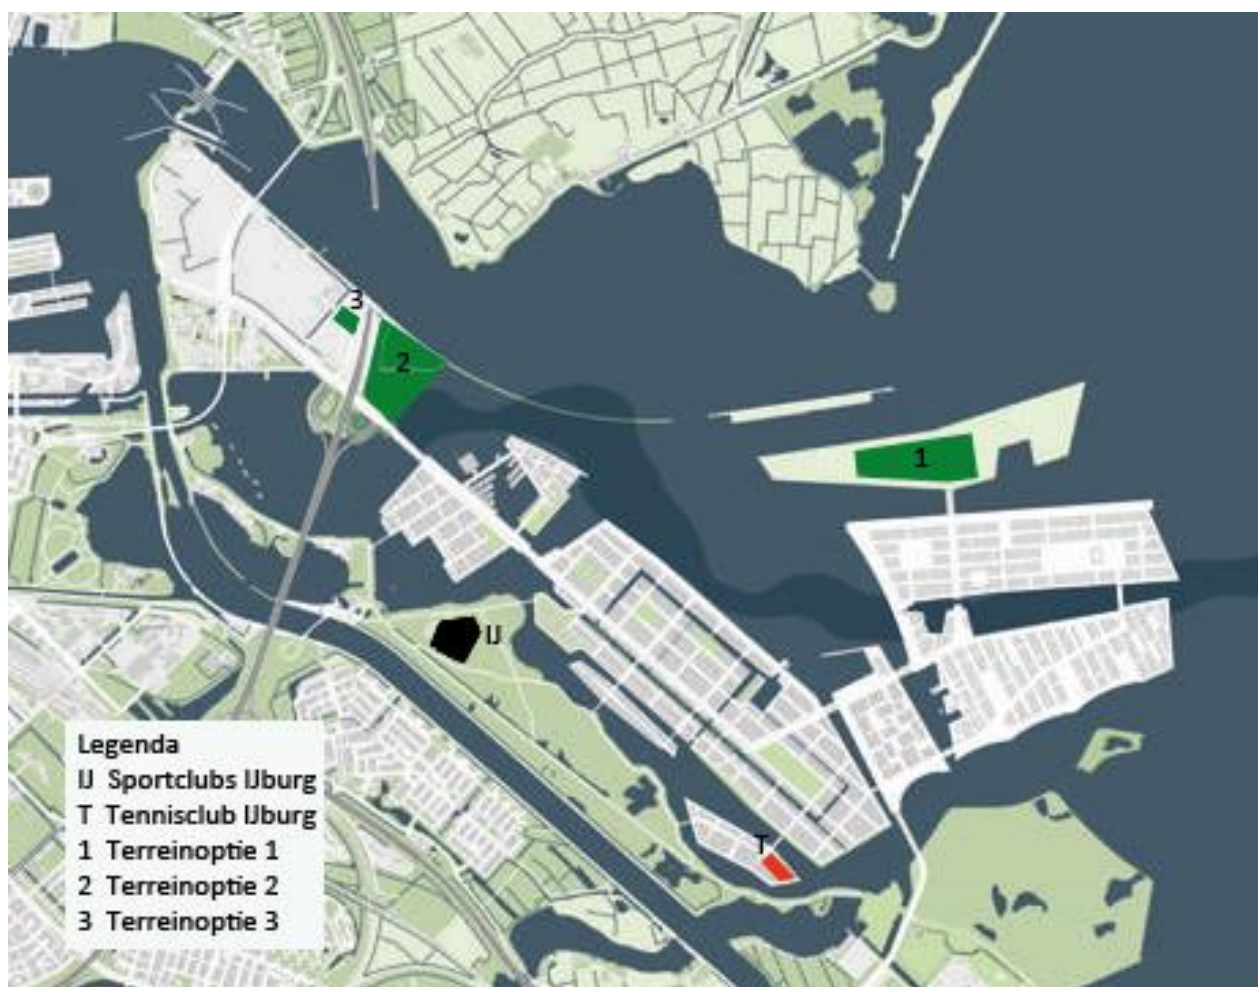 3
2
1
IJ
T
Legenda
IJ Sportclubs IJburg
T Tennisclub IJburg
1 Terreinoptie 1
2 Terreinoptie 2
3 Terreinoptie 3